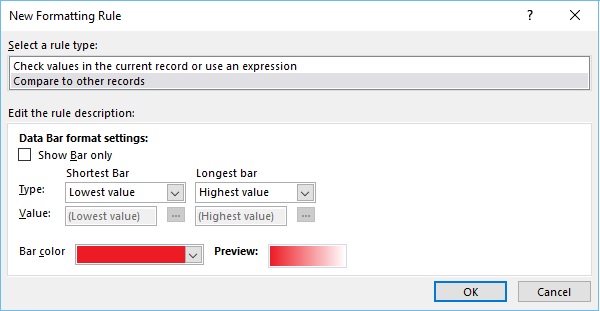 New Formatting Rule
?
Select a rule type:
Check values in the current record or use an expression
Compare to other records
Edit the rule description:
Data Bar format settings:
Show Bar only
Shortest Bar Longest bar
Type: Lowest value Highest value
Value: (Lowest value) ... (Highest value) ...
Bar color Preview:
OK Cancel